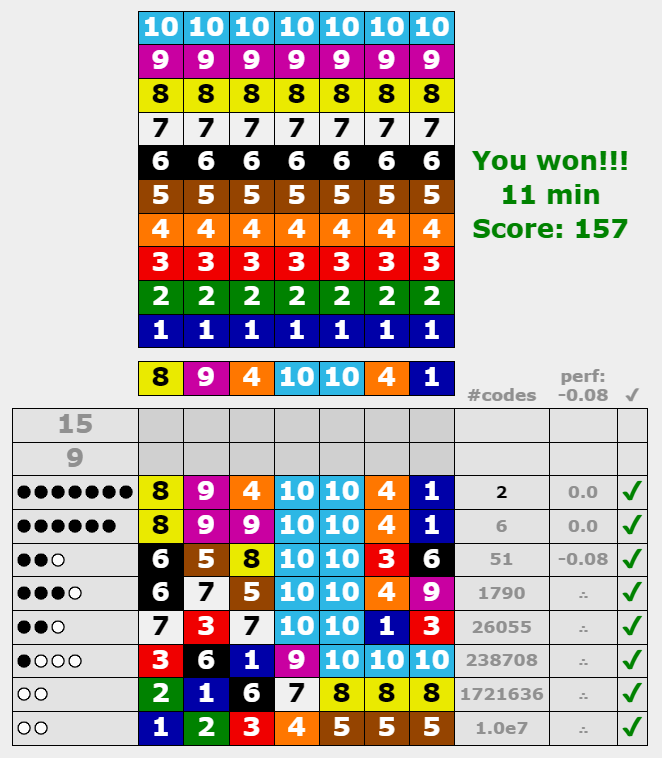 10 10 10 10 10 10 10
9 9 9 9 9 9 9
8 8 8 8 8 8 8
7 7 7 7 7 7 7
6 6 6 6 6 6 6
5 5 5 5 5 5 5
4 4 4 4 4 4 4
3 3 3 3 3 3 3
2 2 2 2 2 2 2
1 1 1 1 1 1 1
You won!!!
11 min
Score: 157
8 9 4 10 10 4 1
#codes
perf:
-0.08 ✓
15
9
8 9 4 10 10 4 1 2 0.0 ✓
8 9 9 10 10 4 1 6 0.0 ✓
6 5 8 10 10 3 6 51 -0.08 ✓
6 7 5 10 10 4 9 1790 ∴ ✓
7 3 7 10 10 1 3 26055 ∴ ✓
3 6 1 9 10 10 10 238708 ∴ ✓
2 1 6 7 8 8 8 1721636 ∴ ✓
1 2 3 4 5 5 5 1.0e7 ∴ ✓